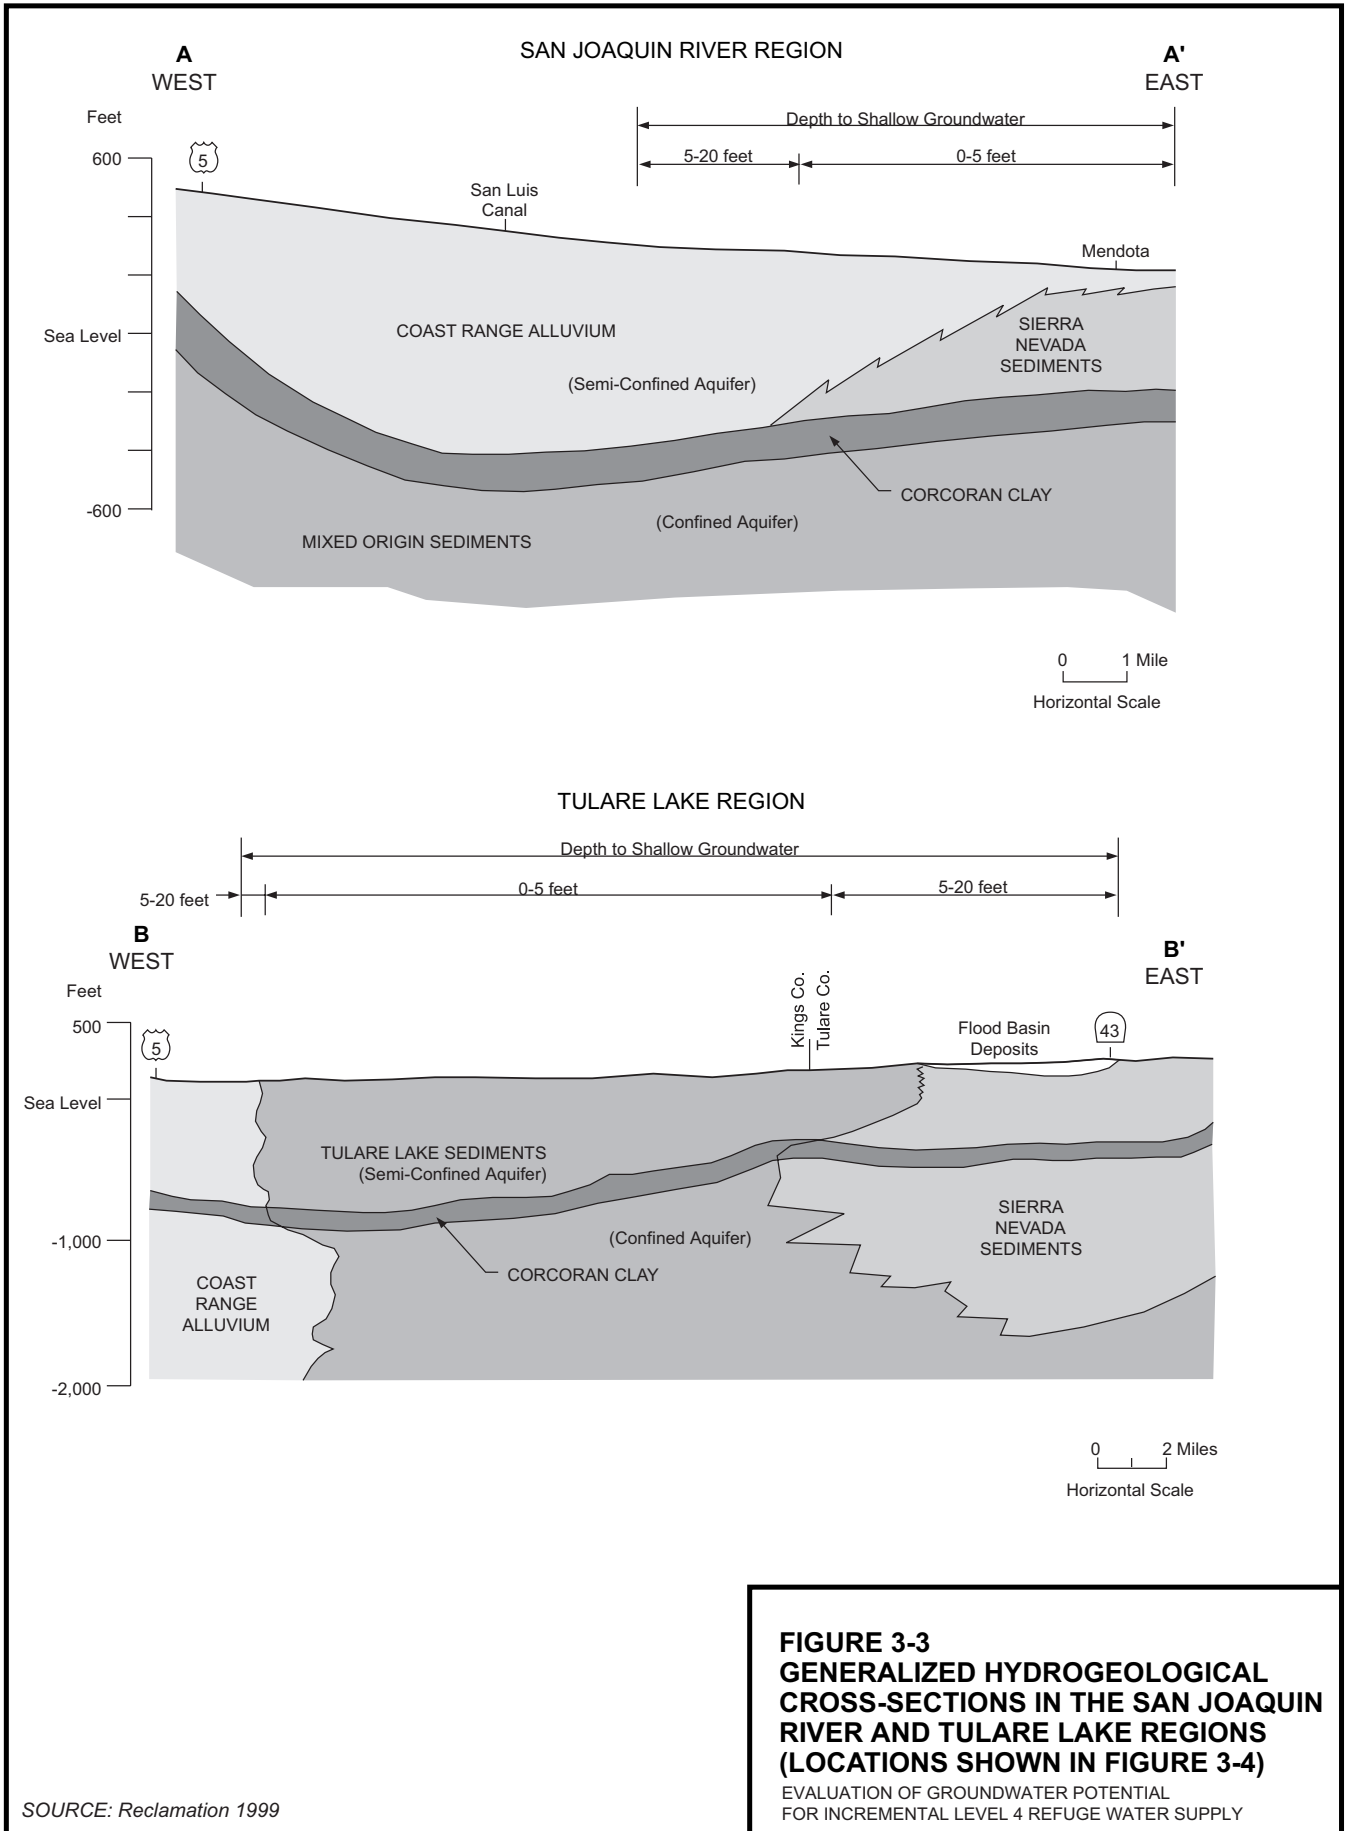 SAN JOAQUIN RIVER REGION
A
WEST
A'
EAST
Feet
Depth to Shallow Groundwater
5-20 feet
0-5 feet
600
5
San Luis
Canal
Mendota
Sea Level
COAST RANGE ALLUVIUM
SIERRA
NEVADA
SEDIMENTS
(Semi-Confined Aquifer)
CORCORAN CLAY
-600
(Confined Aquifer)
MIXED ORIGIN SEDIMENTS
0 1 Mile
Horizontal Scale
TULARE LAKE REGION
Depth to Shallow Groundwater
5-20 feet
0-5 feet
5-20 feet
B
WEST
B'
EAST
Feet
500
5
Kings Co.
Tulare Co.
Flood Basin
Deposits
43
Sea Level
TULARE LAKE SEDIMENTS
(Semi-Confined Aquifer)
SIERRA
NEVADA
SEDIMENTS
-1,000
(Confined Aquifer)
CORCORAN CLAY
COAST
RANGE
ALLUVIUM
-2,000
0 2 Miles
Horizontal Scale
FIGURE 3-3
GENERALIZED HYDROGEOLOGICAL
CROSS-SECTIONS IN THE SAN JOAQUIN
RIVER AND TULARE LAKE REGIONS
(LOCATIONS SHOWN IN FIGURE 3-4)
EVALUATION OF GROUNDWATER POTENTIAL
FOR INCREMENTAL LEVEL 4 REFUGE WATER SUPPLY
SOURCE: Reclamation 1999